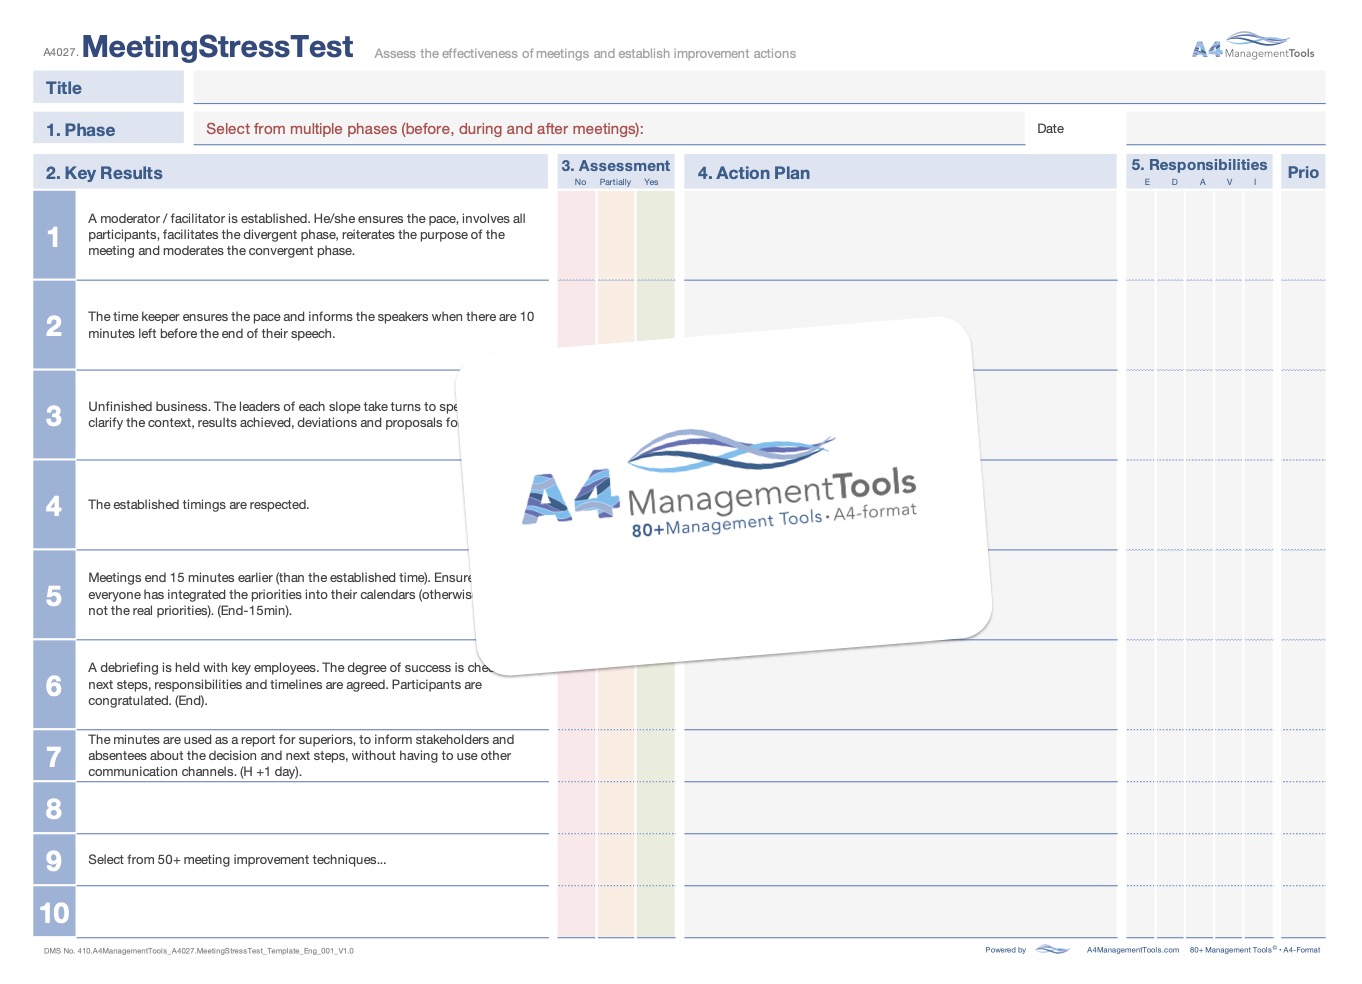 A4027. MeetingStressTest Assess the effectiveness of meetings and establish improvement actions
A4 ManagementTools
Title
1. Phase Select from multiple phases (before, during and after meetings): Date
2. Key Results 3. Assessment 4. Action Plan 5. Responsibilities Prio
No Partially Yes E D A V I
1
A moderator / facilitator is established. He/she ensures the pace, involves all
participants, facilitates the divergent phase, reiterates the purpose of the
meeting and moderates the convergent phase.
2
The time keeper ensures the pace and informs the speakers when there are 10
minutes left before the end of their speech.
3
Unfinished business. The leaders of each slope take turns to
clarify the context, results achieved, deviations and proposals
4
The established timings are respected.
5
Meetings end 15 minutes earlier (than the established time).
everyone has integrated the priorities into their calendars
not the real priorities). (End-15min).
6
A debriefing is held with key employees. The degree of success is
next steps, responsibilities and timelines are agreed. Participants are
congratulated. (End).
7
The minutes are used as a report for superiors, to inform stakeholders and
absentees about the decision and next steps, without having to use other
communication channels. (H +1 day).
8
9
Select from 50+ meeting improvement techniques...
10
A4 ManagementTools
80+Management Tools • A4-format
DMS No. 410.A4ManagementTools_A4027.MeetingStressTest_Template_Eng_001_V1.0
Powered by A4ManagementTools.com 80+ Management Tools© • A4-Format